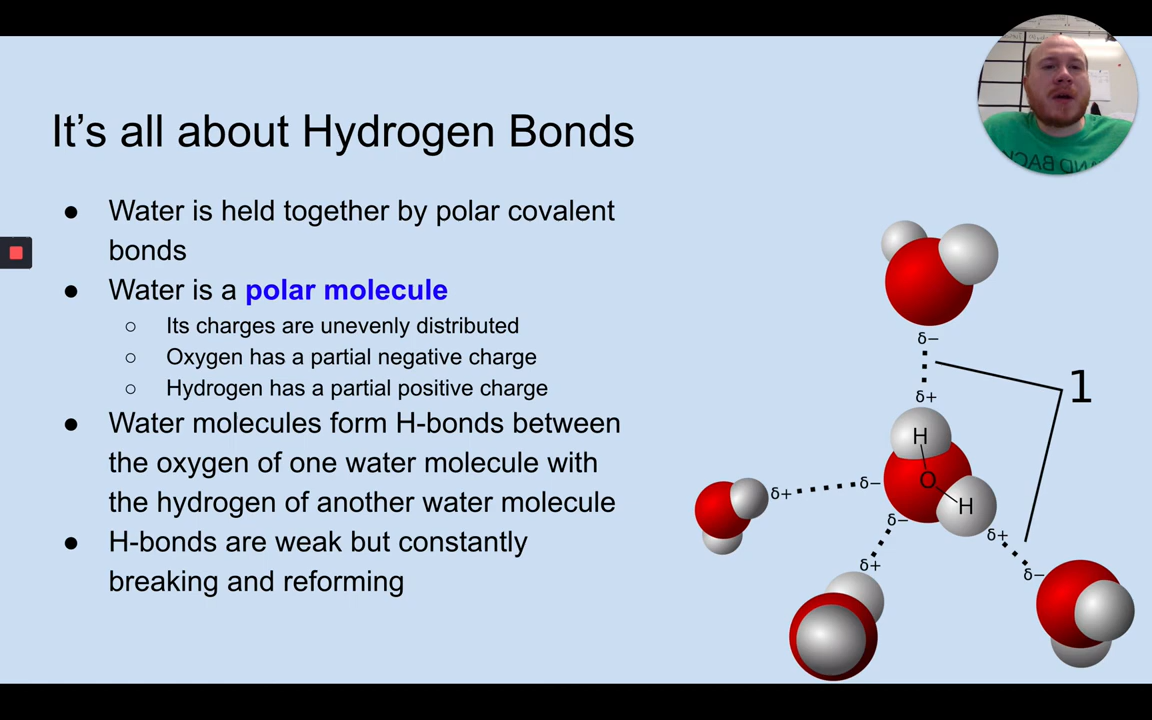 It's all about Hydrogen Bonds
● Water is held together by polar covalent
bonds
● Water is a polar molecule
○ Its charges are unevenly distributed
○ Oxygen has a partial negative charge
○ Hydrogen has a partial positive charge
● Water molecules form H-bonds between
the oxygen of one water molecule with
the hydrogen of another water molecule
● H-bonds are weak but constantly
breaking and reforming
δ−
1
δ+
H
O
δ+
δ−
H
δ−
δ+
δ+
δ−
AND BACK